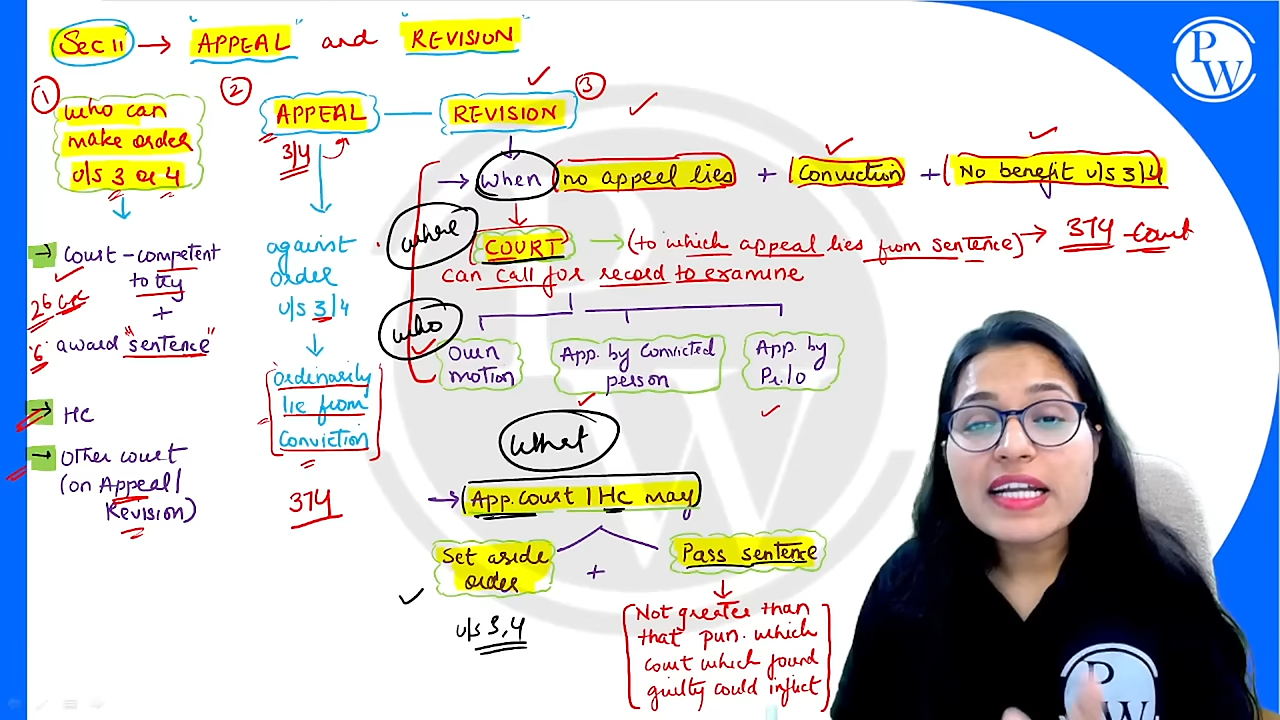 Sec 11 → "APPEAL" and "REVISION"
① who can
make order
u/s 3 or 4
→ Court - competent
to try
26 CrPC
+
'6' award "sentence"
→ HC
→ Other court
(on Appeal/
Revision)
② APPEAL
3/4
against
order
u/s 3/4
ordinarily
lie from
conviction
374
REVISION ③
→ when no appeal lies + Conviction + No benefit u/s 3/4
where COURT → (to which appeal lies from sentence) → 374 - Court
can call for record to examine
who
Own
motion
App. by Convicted
person
App. by
Pr./o
What
→ App. court / HC may
Set aside
order
u/s 3,4
+
Pass sentence
Not greater than
that pun. which
court which found
guilty could inflict
P
W
P
W
P
W